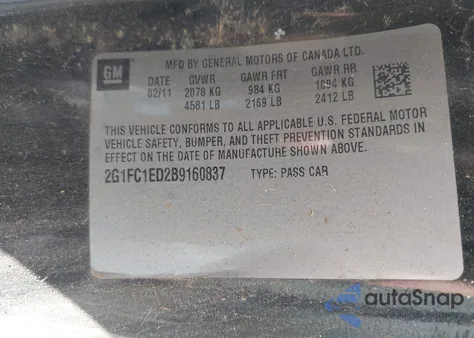 GM
MFD BY GENERAL MOTORS OF CANADA LTD.
DATE GVWR GAWR FRT GAWR RR
02/11 2078 KG 984 KG 1094 KG
4581 LB 2169 LB 2412 LB
THIS VEHICLE CONFORMS TO ALL APPLICABLE U.S. FEDERAL MOTOR
VEHICLE SAFETY, BUMPER, AND THEFT PREVENTION STANDARDS IN
EFFECT ON THE DATE OF MANUFACTURE SHOWN ABOVE.
2G1FC1ED2B9160837 TYPE: PASS CAR
autoSnap